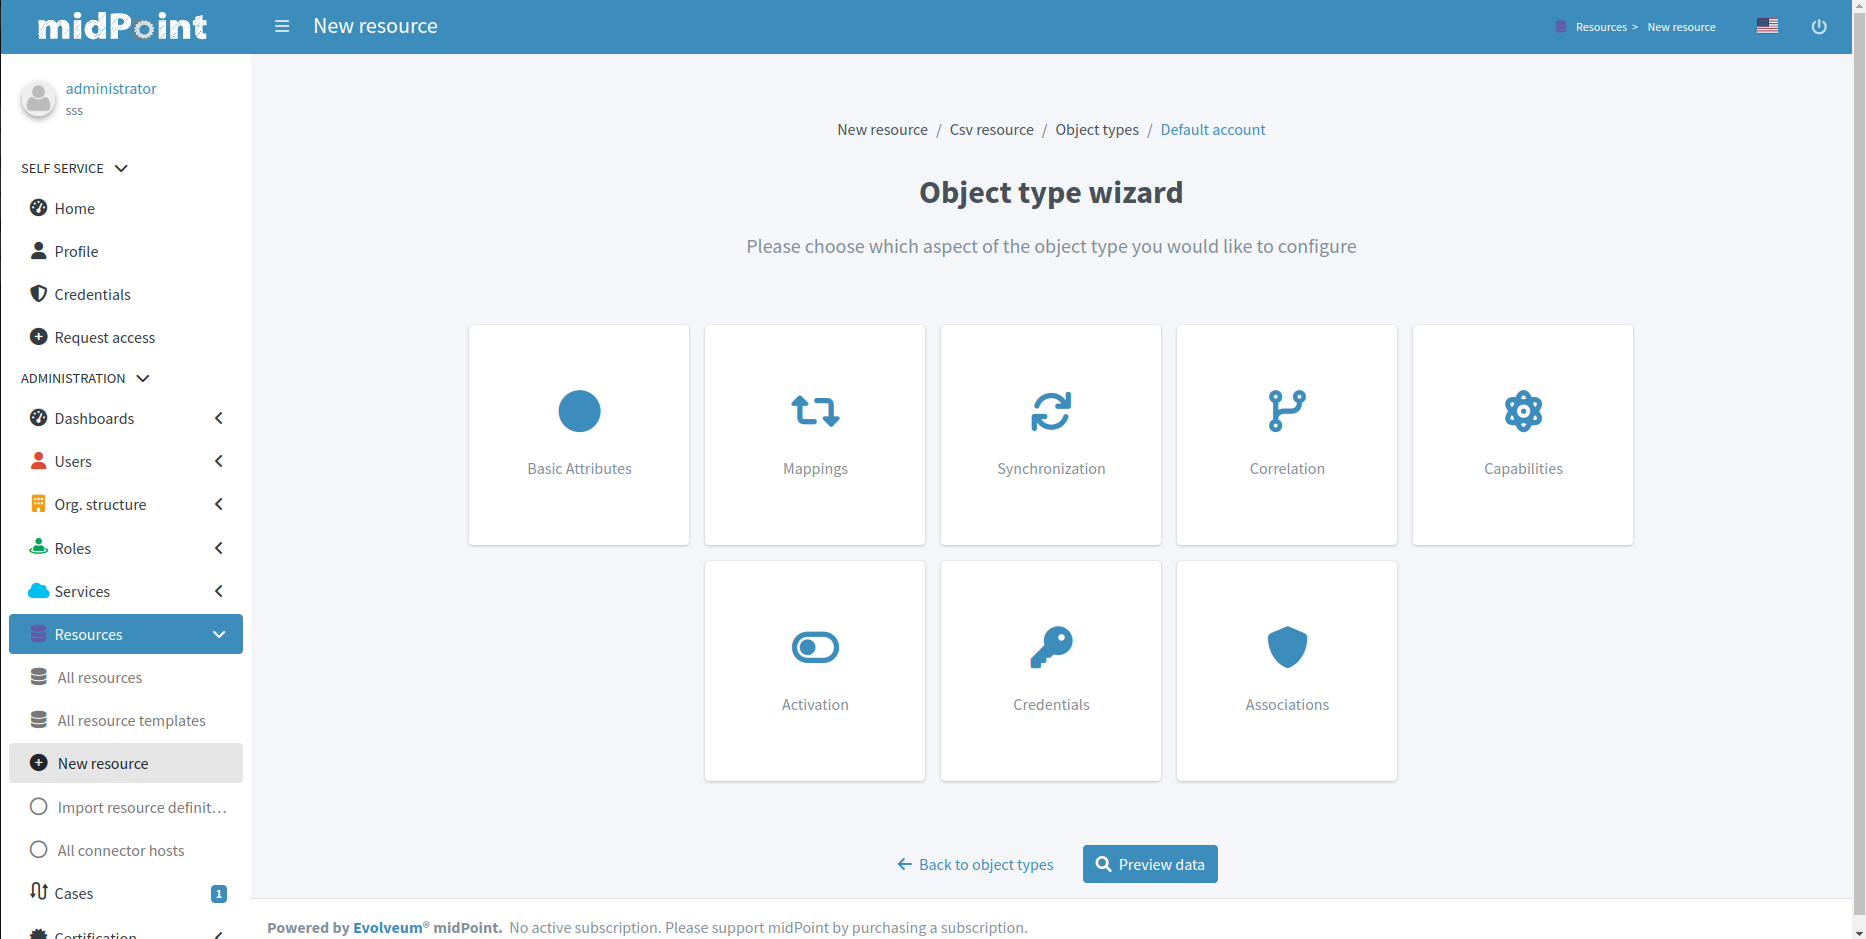 midPoint
New resource
Resources > New resource
administrator
sss
SELF SERVICE
Home
Profile
Credentials
Request access
ADMINISTRATION
Dashboards
Users
Org. structure
Roles
Services
Resources
All resources
All resource templates
New resource
Import resource definit...
All connector hosts
Cases 1
Certification
New resource / Csv resource / Object types / Default account
Object type wizard
Please choose which aspect of the object type you would like to configure
Basic Attributes
Mappings
Synchronization
Correlation
Capabilities
Activation
Credentials
Associations
Back to object types
Preview data
Powered by Evolveum® midPoint. No active subscription. Please support midPoint by purchasing a subscription.